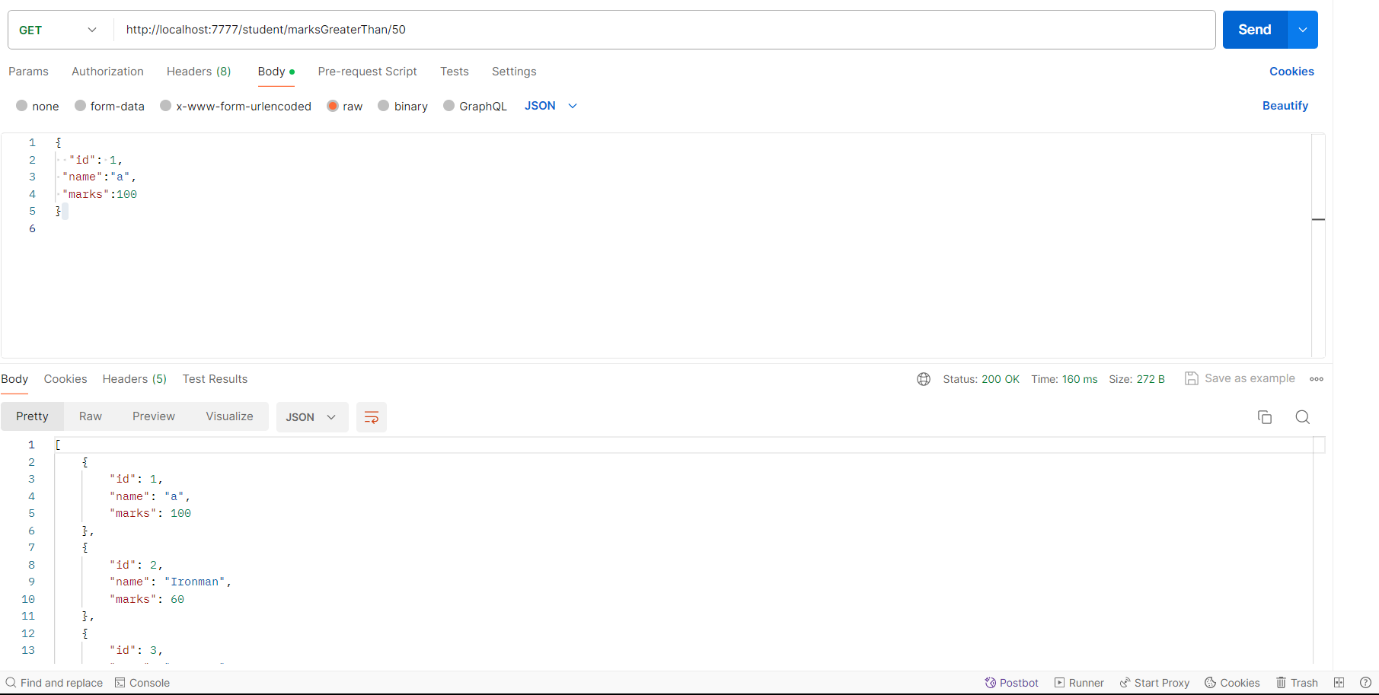 GET http://localhost:7777/student/marksGreaterThan/50 Send
Params Authorization Headers (8) Body Pre-request Script Tests Settings Cookies
none form-data x-www-form-urlencoded raw binary GraphQL JSON Beautify
1 {
2 "id": 1,
3 "name":"a",
4 "marks":100
5 }
6
Body Cookies Headers (5) Test Results Status: 200 OK Time: 160 ms Size: 272 B Save as example
Pretty Raw Preview Visualize JSON
1 [
2 {
3 "id": 1,
4 "name": "a",
5 "marks": 100
6 },
7 {
8 "id": 2,
9 "name": "Ironman",
10 "marks": 60
11 },
12 {
13 "id": 3,
Find and replace Console Postbot Runner Start Proxy Cookies Trash